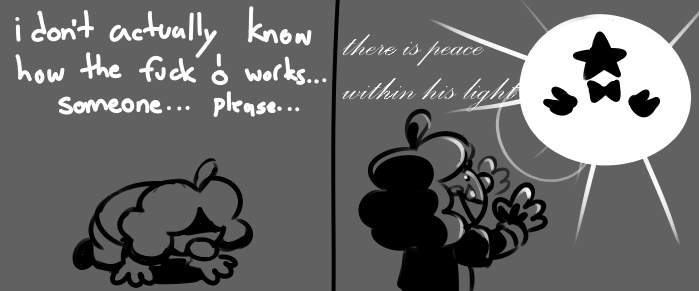 i don't actually know
how the fuck works...
someone... please...
there is peace
within his light